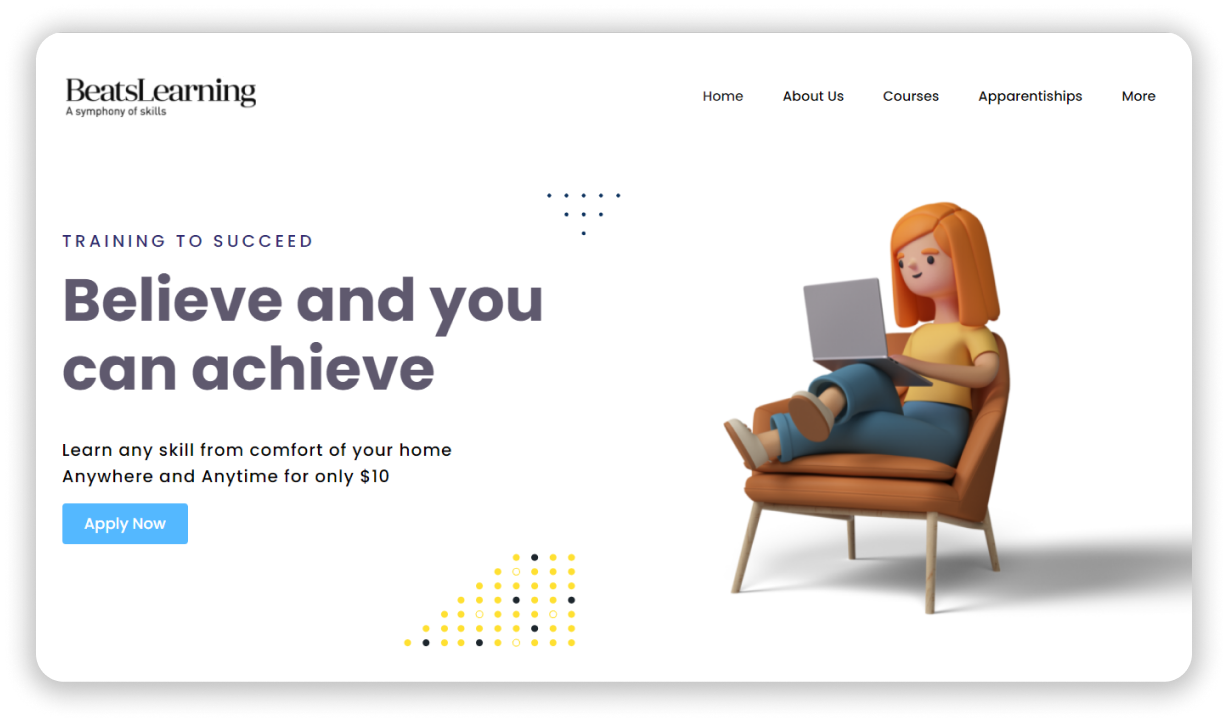 BeatsLearning
A symphony of skills
Home About Us Courses Apparentiships More
TRAINING TO SUCCEED
Believe and you
can achieve
Learn any skill from comfort of your home
Anywhere and Anytime for only $10
Apply Now